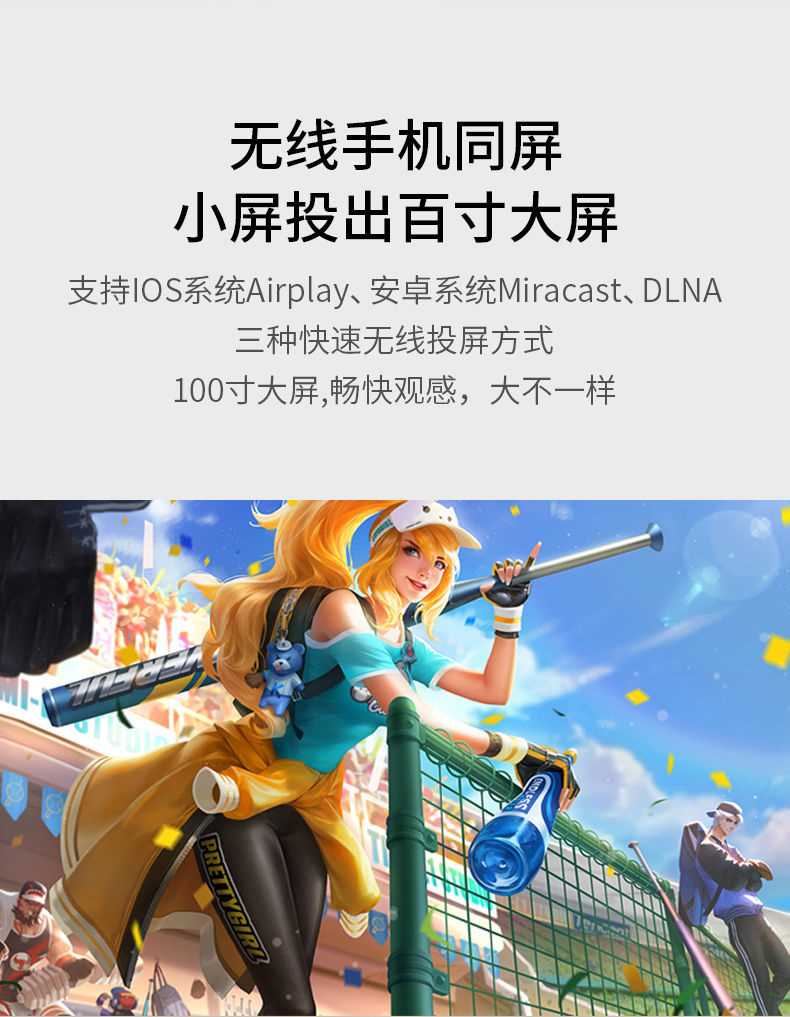 无线手机同屏
小屏投出百寸大屏
支持IOS系统Airplay、安卓系统Miracast、DLNA
三种快速无线投屏方式
100寸大屏,畅快观感，大不一样
VERFUL
ENDLESS
PRETTYGIRL